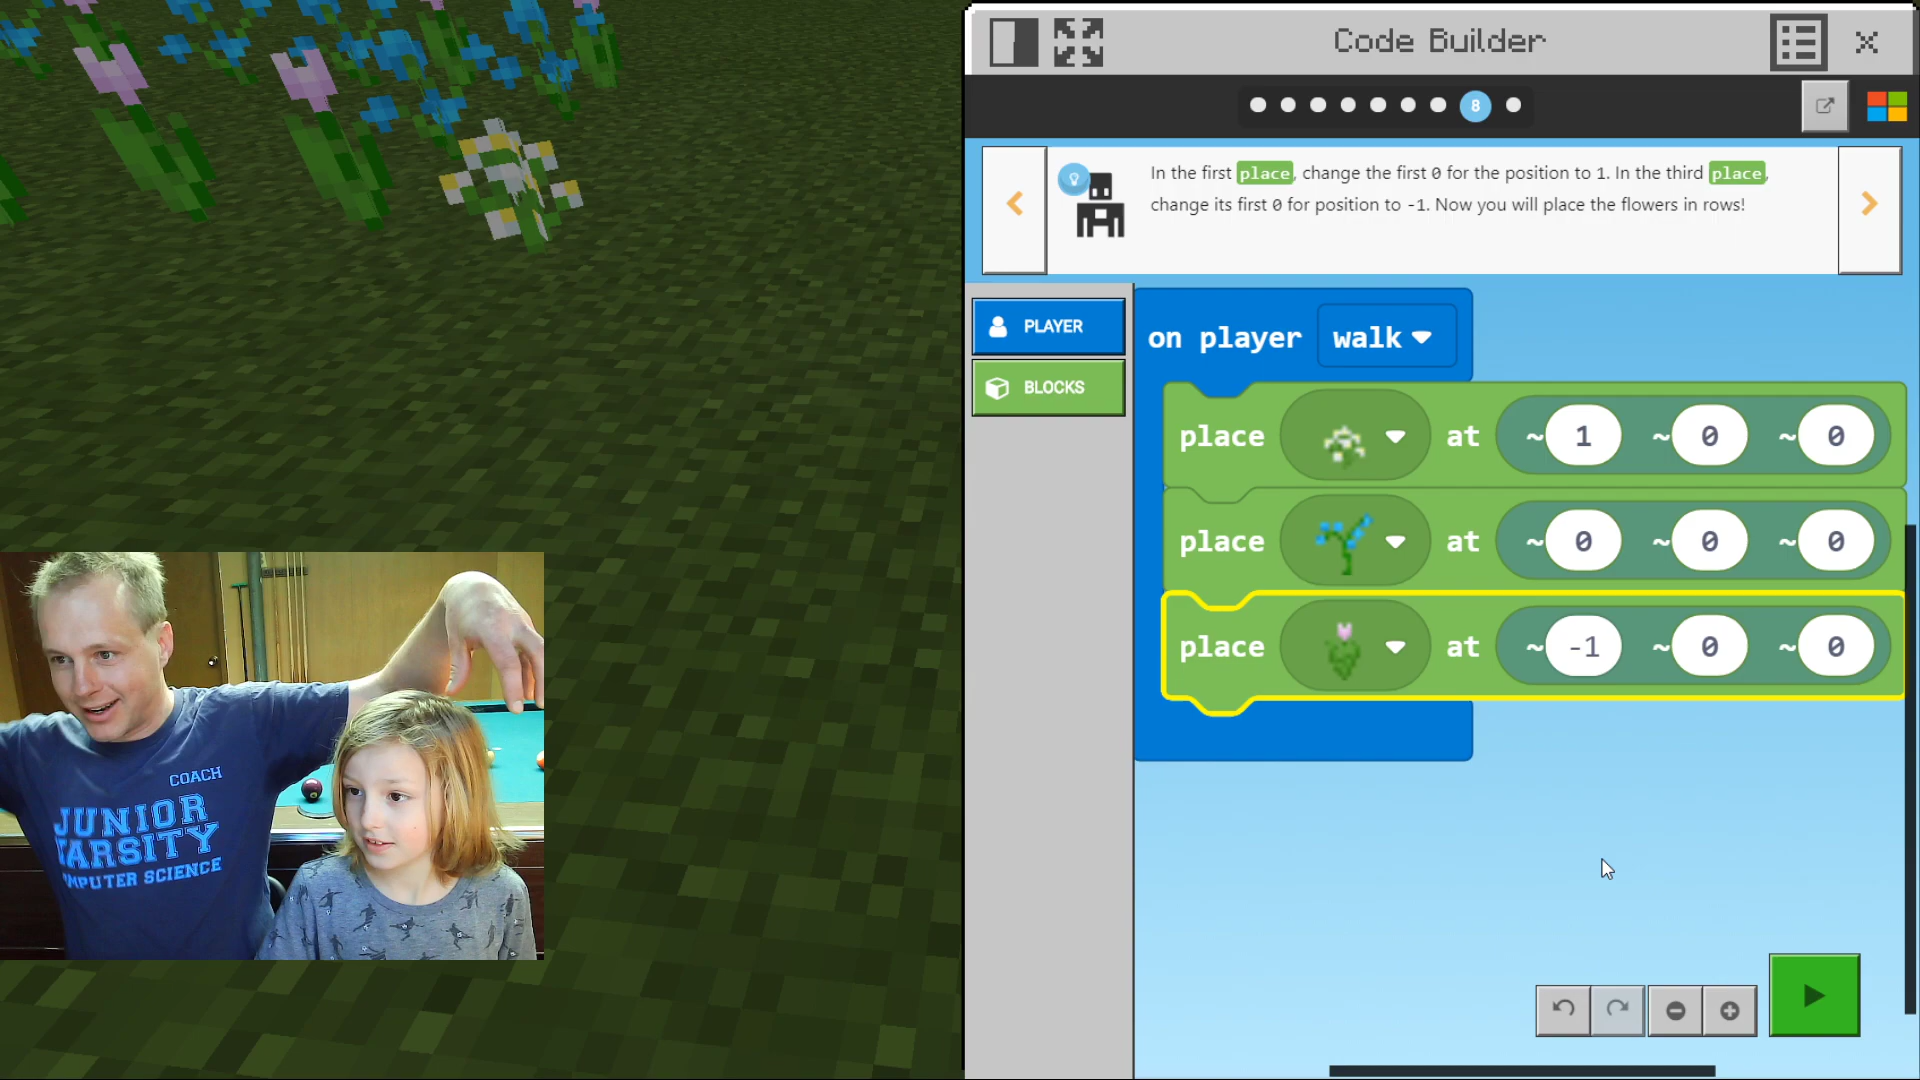 Code Builder
8
In the first place, change the first 0 for the position to 1. In the third place,
change its first 0 for position to -1. Now you will place the flowers in rows!
PLAYER
BLOCKS
on player walk
place at ~ 1 ~ 0 ~ 0
place at ~ 0 ~ 0 ~ 0
place at ~ -1 ~ 0 ~ 0
COACH
JUNIOR
VARSITY
COMPUTER SCIENCE